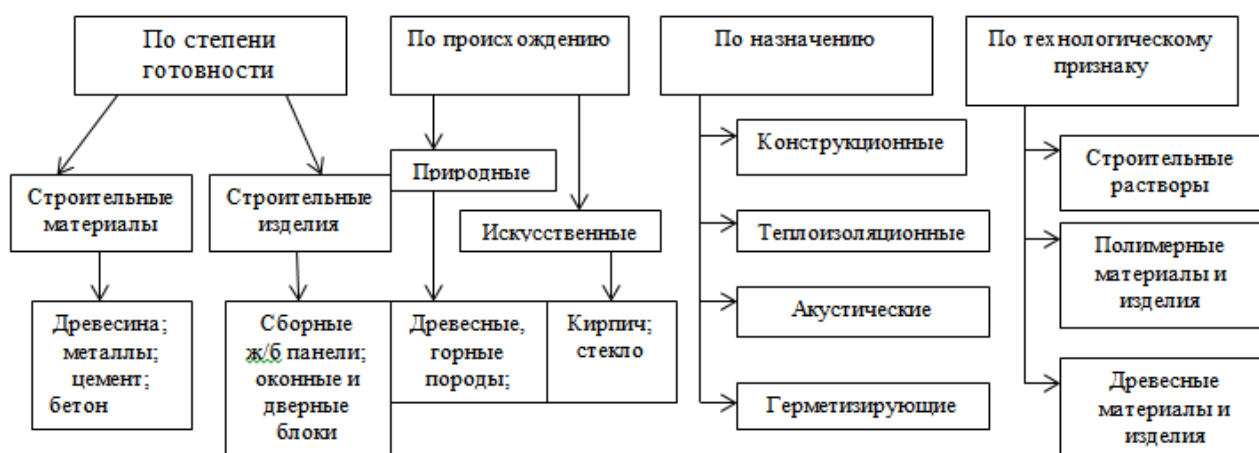 По степени
готовности
По происхождению
По назначению
По технологическому
признаку
Строительные
материалы
Строительные
изделия
Природные
Искусственные
Древесина;
металлы;
цемент;
бетон
Сборные
ж/б панели;
оконные и
дверные
блоки
Древесные,
горные
породы;
Кирпич;
стекло
Конструкционные
Теплоизоляционные
Акустические
Герметизирующие
Строительные
растворы
Полимерные
материалы и
изделия
Древесные
материалы и
изделия